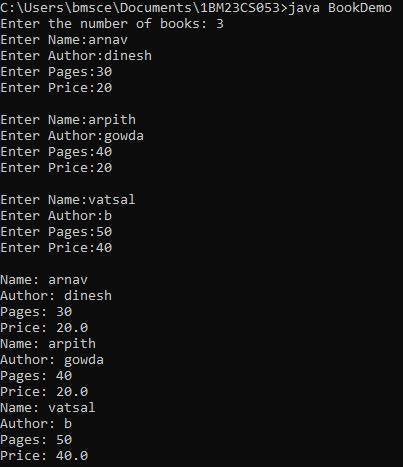 C:\Users\bmsce\Documents\1BM23CS053>java BookDemo
Enter the number of books: 3
Enter Name:arnav
Enter Author:dinesh
Enter Pages:30
Enter Price:20
Enter Name:arpith
Enter Author:gowda
Enter Pages:40
Enter Price:20
Enter Name:vatsal
Enter Author:b
Enter Pages:50
Enter Price:40
Name: arnav
Author: dinesh
Pages: 30
Price: 20.0
Name: arpith
Author: gowda
Pages: 40
Price: 20.0
Name: vatsal
Author: b
Pages: 50
Price: 40.0